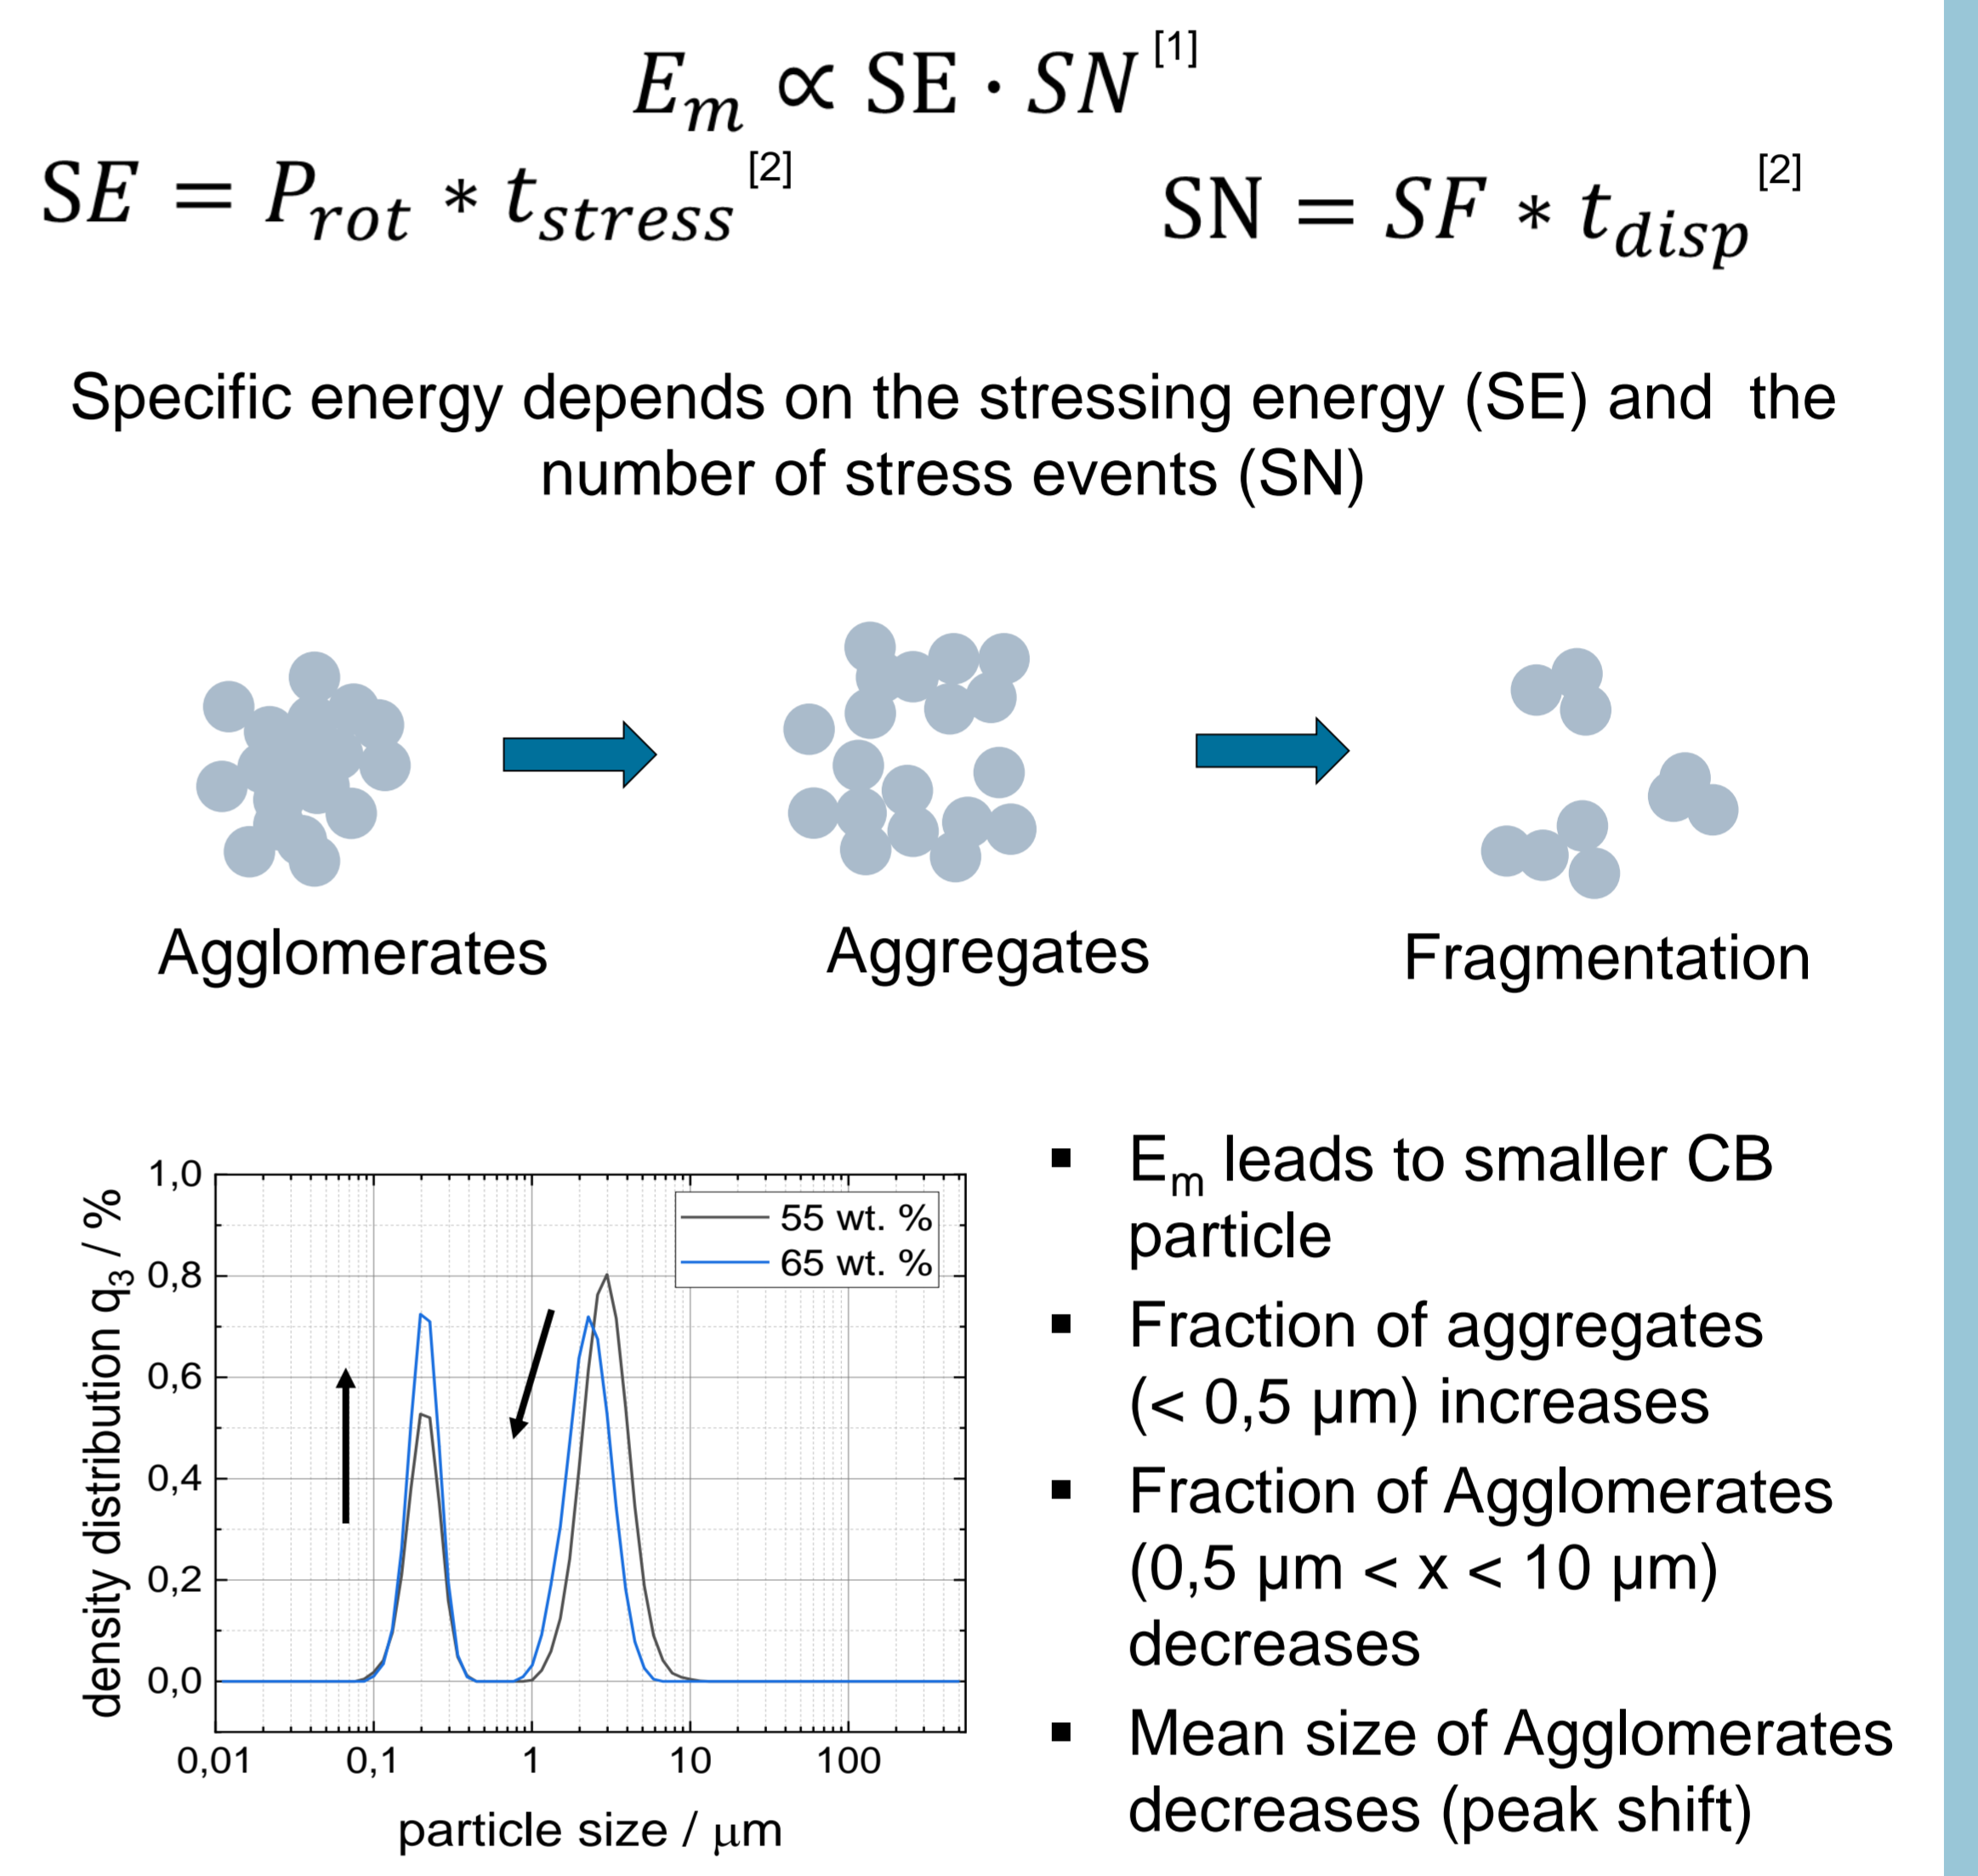 E_m ∝ SE · SN [1]
SE = P_rot * t_stress [2]
SN = SF * t_disp [2]
Specific energy depends on the stressing energy (SE) and the
number of stress events (SN)
Agglomerates
Aggregates
Fragmentation
density distribution q₃ / %
1,0
0,8
0,6
0,4
0,2
0,0
55 wt. %
65 wt. %
0,01
0,1
1
10
100
particle size / μm
▪ Eₘ leads to smaller CB
particle
▪ Fraction of aggregates
(< 0,5 μm) increases
▪ Fraction of Agglomerates
(0,5 μm < x < 10 μm)
decreases
▪ Mean size of Agglomerates
decreases (peak shift)